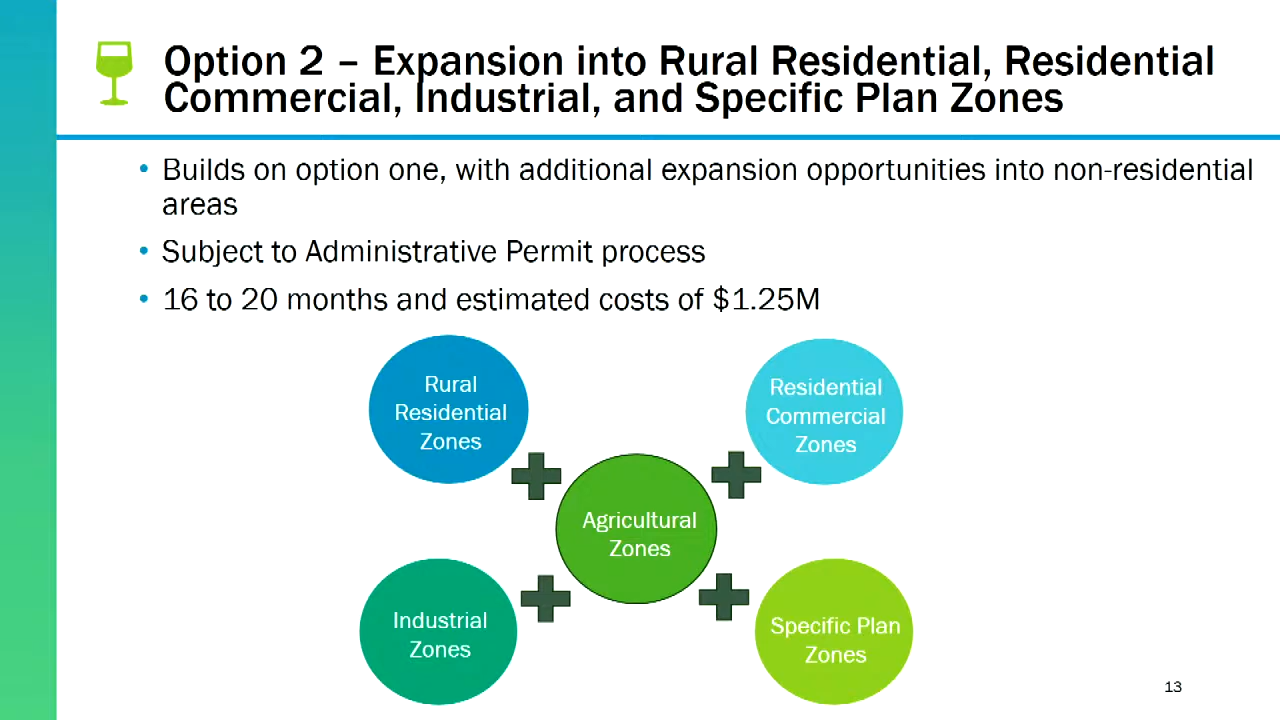 Option 2 – Expansion into Rural Residential, Residential
Commercial, Industrial, and Specific Plan Zones
• Builds on option one, with additional expansion opportunities into non-residential
areas
• Subject to Administrative Permit process
• 16 to 20 months and estimated costs of $1.25M
Rural
Residential
Zones
Residential
Commercial
Zones
Agricultural
Zones
Industrial
Zones
Specific Plan
Zones
13